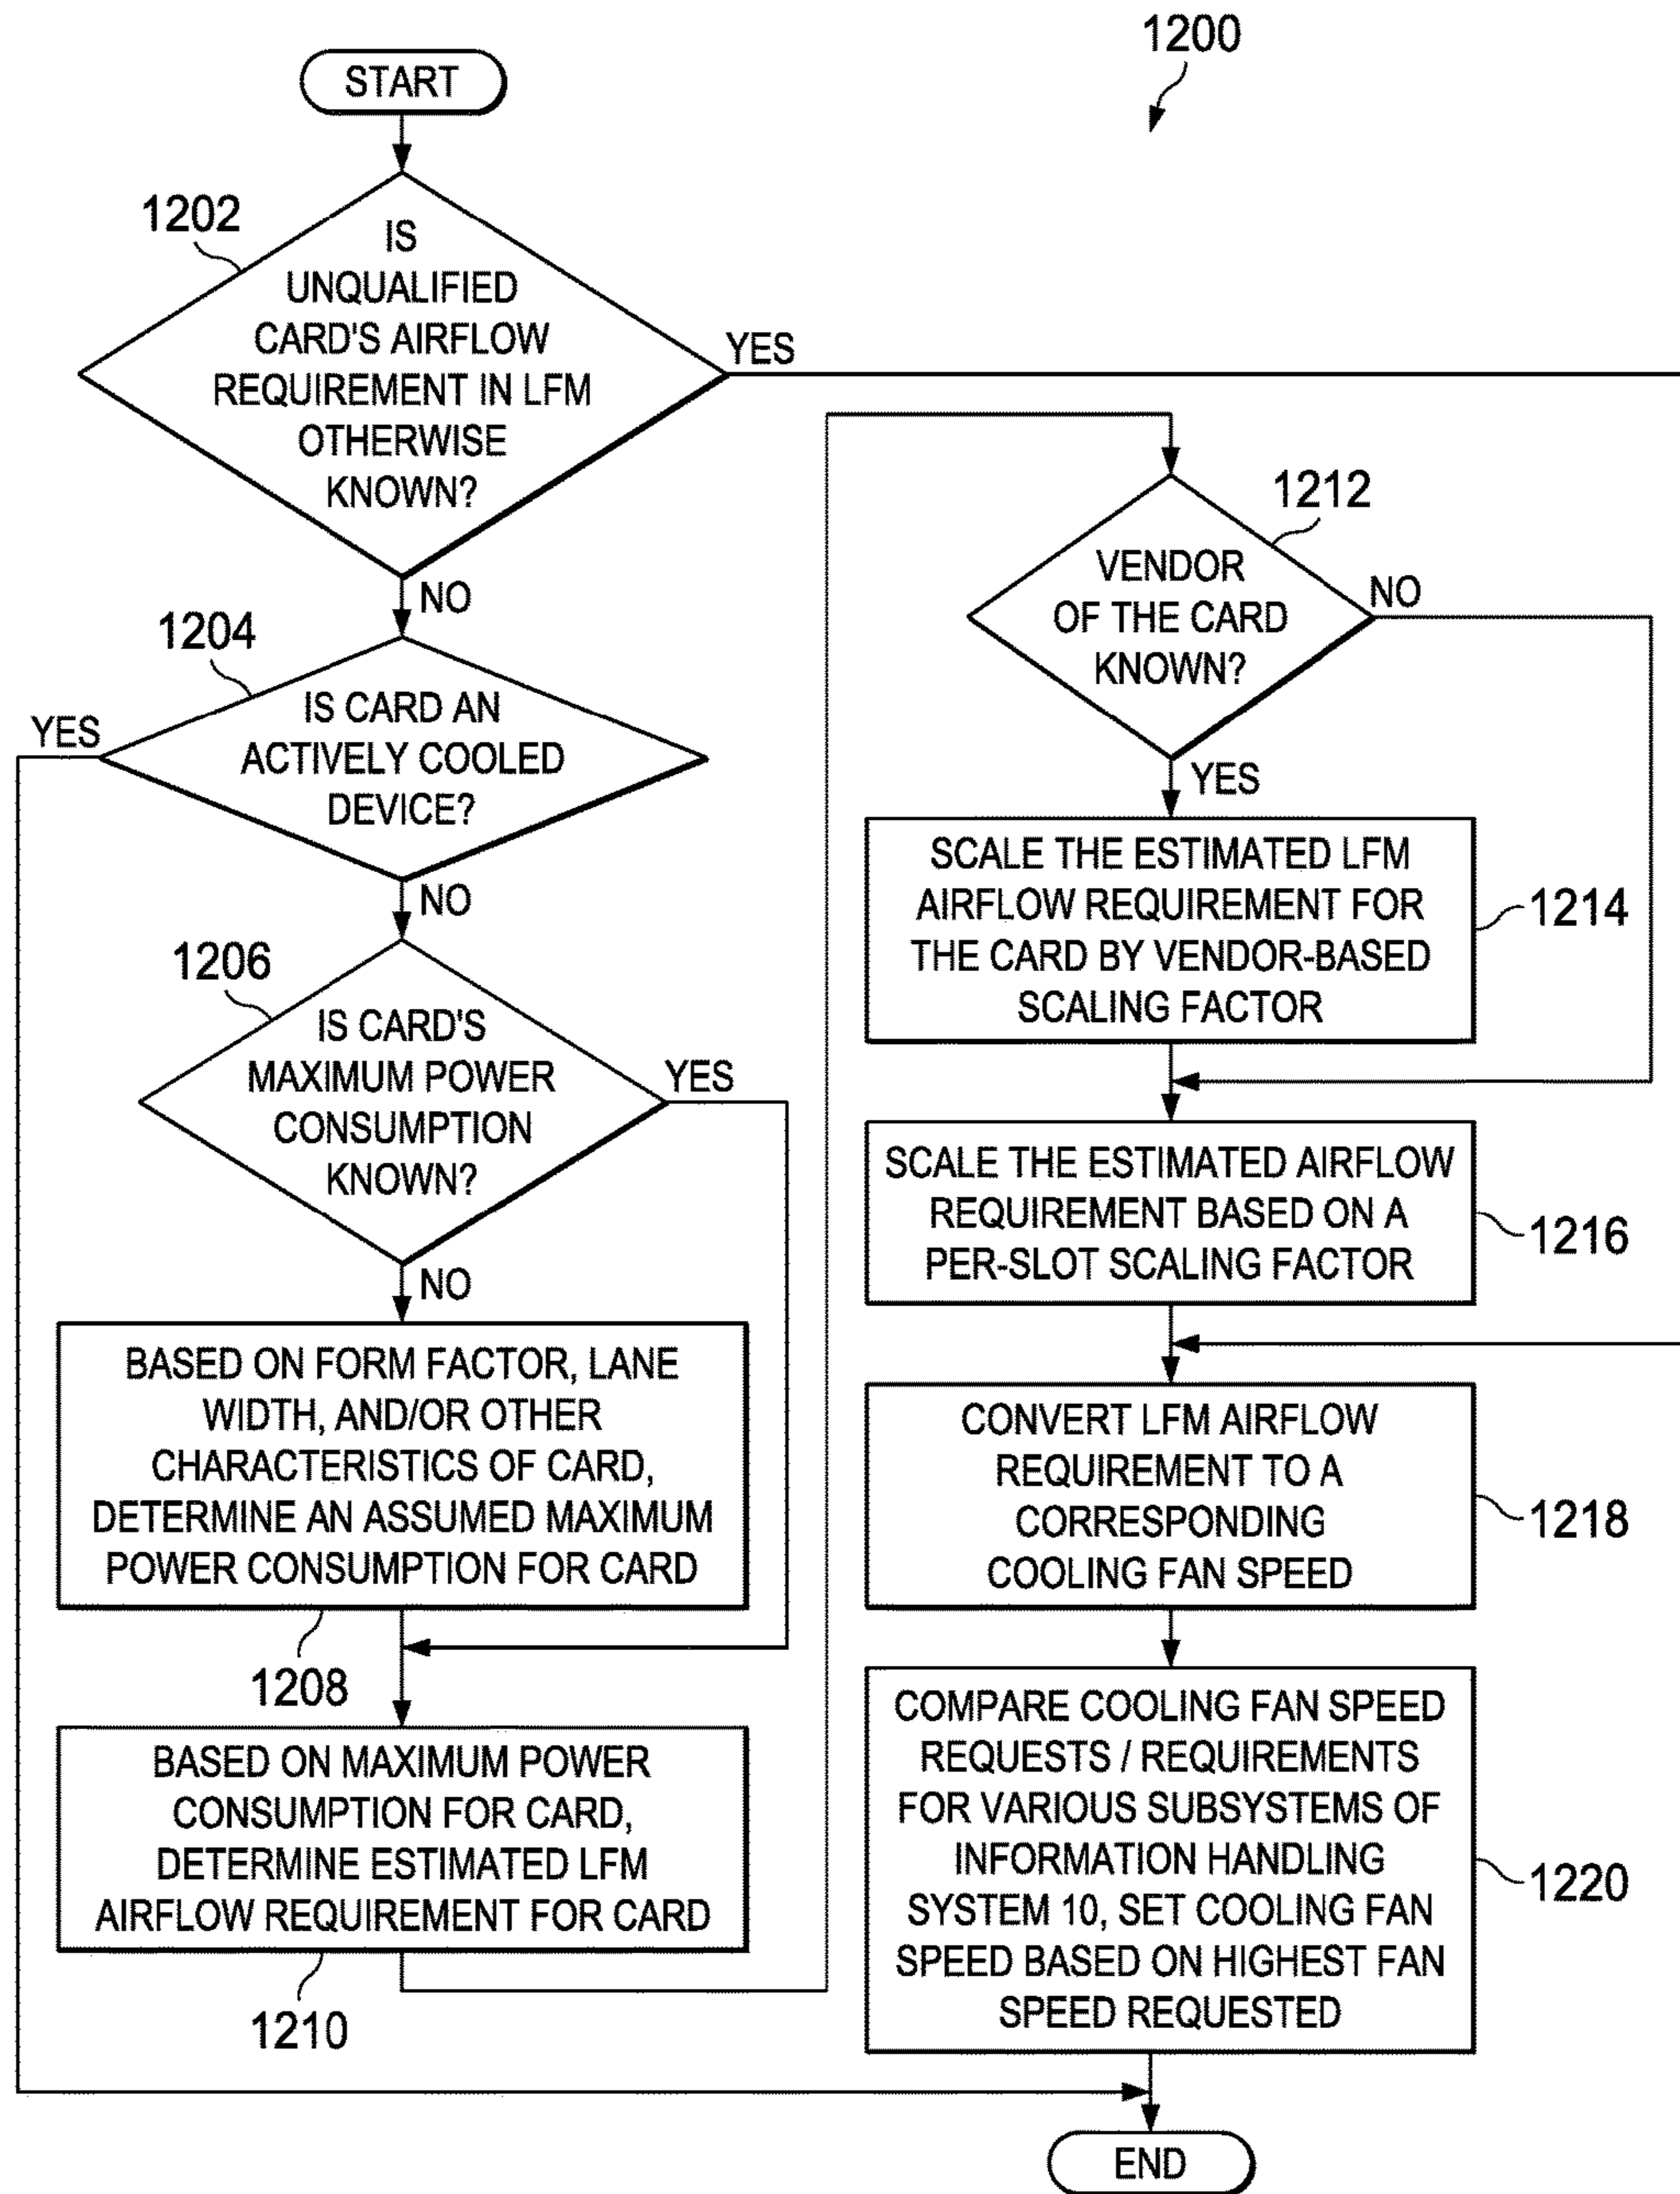 1200
START
1202
IS
UNQUALIFIED
CARD'S AIRFLOW
REQUIREMENT IN LFM
OTHERWISE
KNOWN?
YES
NO
1204
IS CARD AN
ACTIVELY COOLED
DEVICE?
YES
NO
1206
IS CARD'S
MAXIMUM POWER
CONSUMPTION
KNOWN?
YES
NO
BASED ON FORM FACTOR, LANE
WIDTH, AND/OR OTHER
CHARACTERISTICS OF CARD,
DETERMINE AN ASSUMED MAXIMUM
POWER CONSUMPTION FOR CARD
1208
BASED ON MAXIMUM POWER
CONSUMPTION FOR CARD,
DETERMINE ESTIMATED LFM
AIRFLOW REQUIREMENT FOR CARD
1210
1212
VENDOR
OF THE CARD
KNOWN?
NO
YES
SCALE THE ESTIMATED LFM
AIRFLOW REQUIREMENT FOR
THE CARD BY VENDOR-BASED
SCALING FACTOR
1214
SCALE THE ESTIMATED AIRFLOW
REQUIREMENT BASED ON A
PER-SLOT SCALING FACTOR
1216
CONVERT LFM AIRFLOW
REQUIREMENT TO A
CORRESPONDING
COOLING FAN SPEED
1218
COMPARE COOLING FAN SPEED
REQUESTS / REQUIREMENTS
FOR VARIOUS SUBSYSTEMS OF
INFORMATION HANDLING
SYSTEM 10, SET COOLING FAN
SPEED BASED ON HIGHEST FAN
SPEED REQUESTED
1220
END